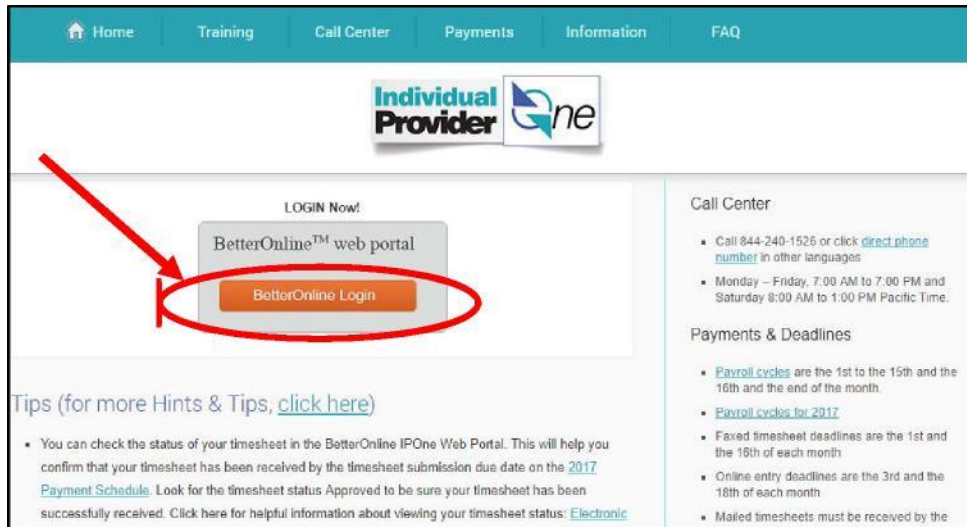 Home Training Call Center Payments Information FAQ
Individual
Provider One
LOGIN Now!
BetterOnline™ web portal
BetterOnline Login
Tips (for more Hints & Tips, click here)
▪ You can check the status of your timesheet in the BetterOnline IPOne Web Portal. This will help you
confirm that your timesheet has been received by the timesheet submission due date on the 2017
Payment Schedule. Look for the timesheet status Approved to be sure your timesheet has been
successfully received. Click here for helpful information about viewing your timesheet status: Electronic
Call Center
▪ Call 844-240-1526 or click direct phone
number in other languages
▪ Monday – Friday, 7:00 AM to 7:00 PM and
Saturday 8:00 AM to 1:00 PM Pacific Time.
Payments & Deadlines
▪ Payroll cycles are the 1st to the 15th and the
16th and the end of the month.
▪ Payroll cycles for 2017
▪ Faxed timesheet deadlines are the 1st and
the 16th of each month
▪ Online entry deadlines are the 3rd and the
18th of each month
▪ Mailed timesheets must be received by the